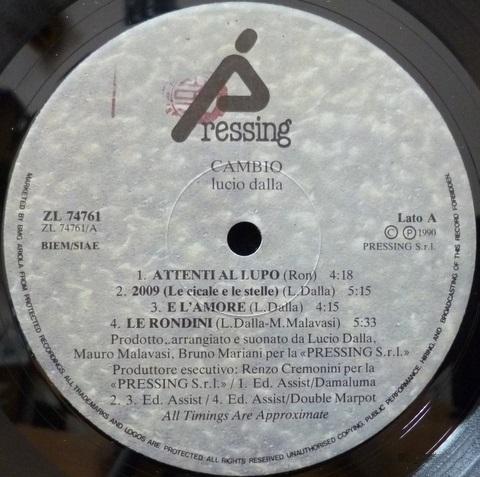 Pressing
CAMBIO
lucio dalla
ZL 74761
ZL 74761/A
BIEM/SIAE
Lato A
© ℗ 1990
PRESSING S.r.l.
1. ATTENTI AL LUPO (Ron) 4:18
2. 2009 (Le cicale e le stelle) (L.Dalla) 5:15
3. E L'AMORE (L.Dalla) 4:15
4. LE RONDINI (L.Dalla-M.Malavasi) 5:33
Prodotto, arrangiato e suonato da Lucio Dalla,
Mauro Malavasi, Bruno Mariani per la «PRESSING S.r.l.»
Produttore esecutivo: Renzo Cremonini per la
«PRESSING S.r.l.» / 1. Ed. Assist/Damaluma
2. 3. Ed. Assist / 4. Ed. Assist/Double Marpot
All Timings Are Approximate
MARKETED BY BMG ARIOLA FROM PROTECTED RECORDINGS. ALL TRADEMARKS AND LOGOS ARE PROTECTED. ALL RIGHTS RESERVED UNAUTHORISED COPYING, PUBLIC PERFORMANCE, HIRING AND BROADCASTING OF THIS RECORD FORBIDDEN.